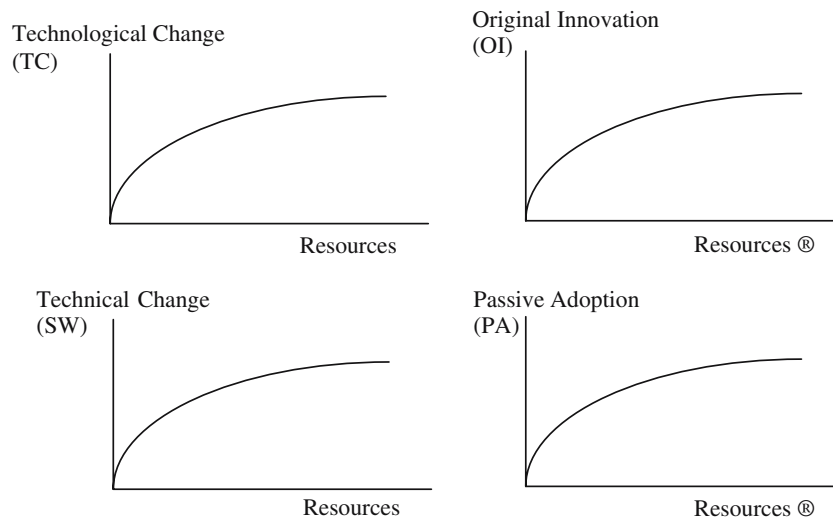 Technological Change
(TC)
Resources
Original Innovation
(OI)
Resources ®
Technical Change
(SW)
Resources
Passive Adoption
(PA)
Resources ®